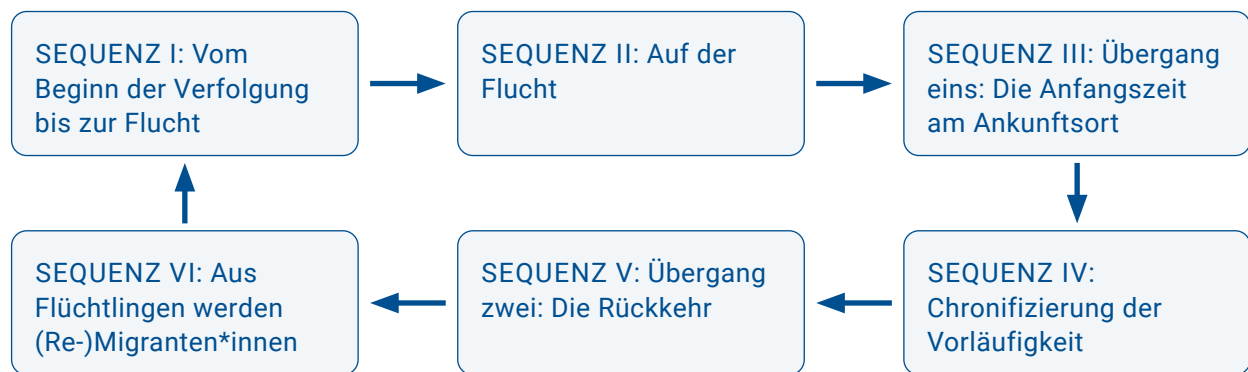 SEQUENZ I: Vom
Beginn der Verfolgung
bis zur Flucht
SEQUENZ II: Auf der
Flucht
SEQUENZ III: Übergang
eins: Die Anfangszeit
am Ankunftsort
SEQUENZ VI: Aus
Flüchtlingen werden
(Re-)Migranten*innen
SEQUENZ V: Übergang
zwei: Die Rückkehr
SEQUENZ IV:
Chronifizierung der
Vorläufigkeit